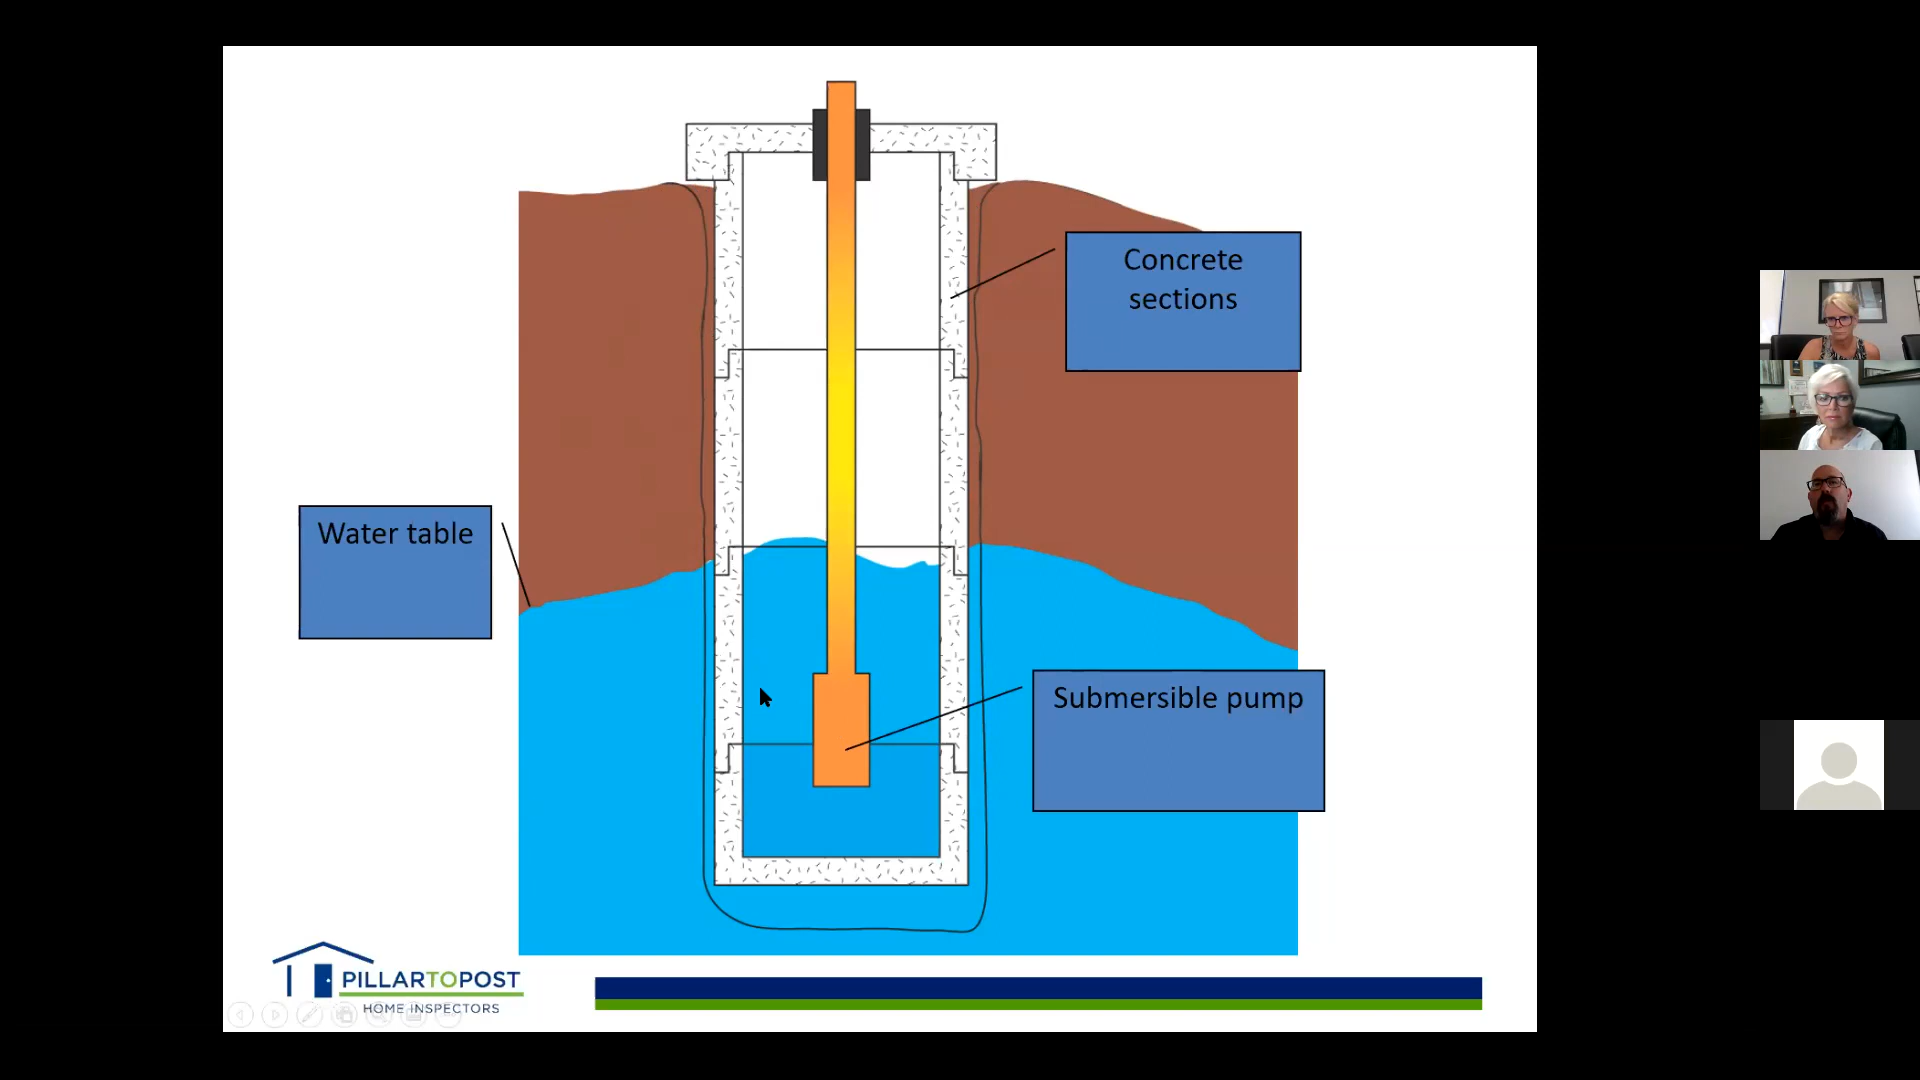 Concrete
sections
Water table
Submersible pump
PILLARTOPOST
HOME INSPECTORS